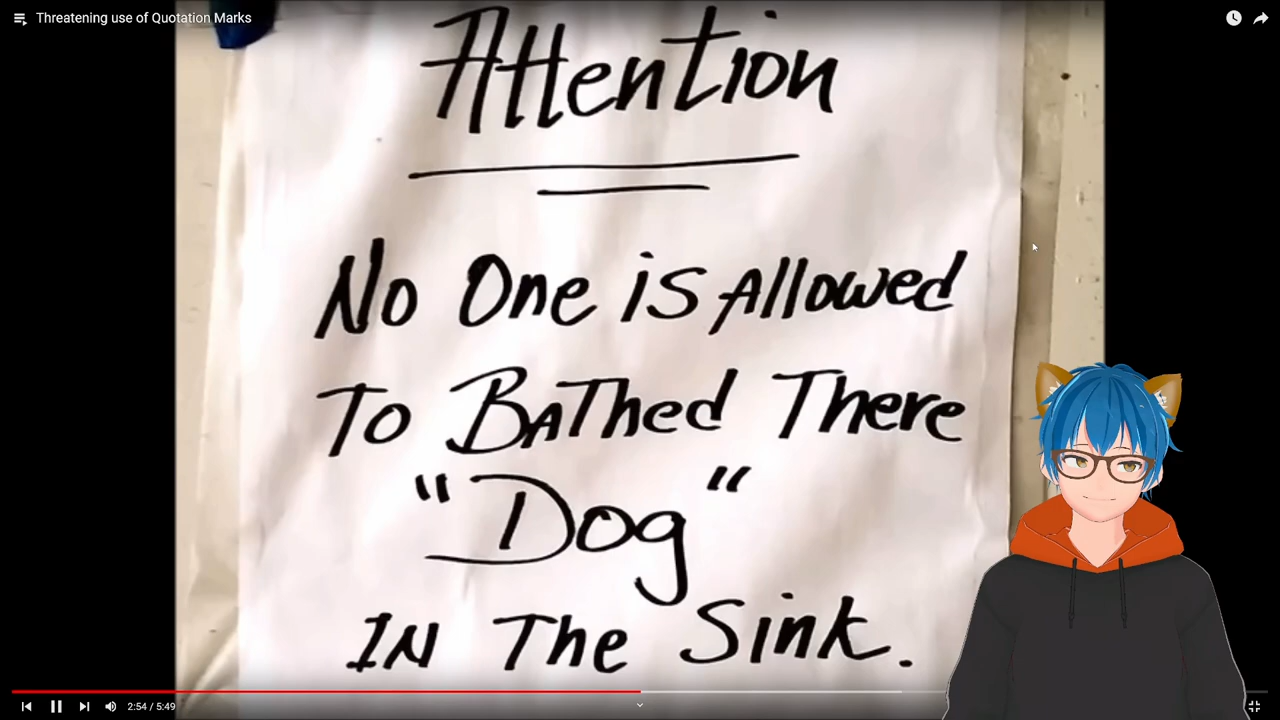 Threatening use of Quotation Marks
Attention
No One is Allowed
To Bathed There
"Dog"
In The Sink.
2:54 / 5:49